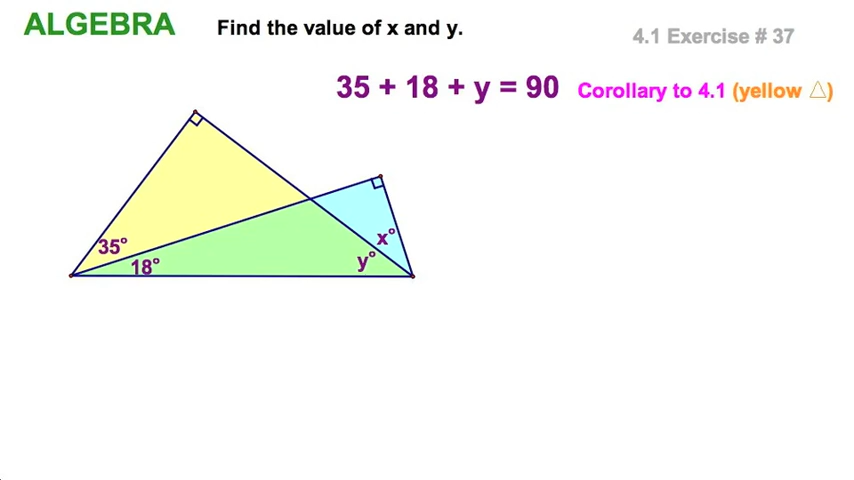 ALGEBRA Find the value of x and y. 4.1 Exercise # 37
35 + 18 + y = 90 Corollary to 4.1 (yellow △)
35°
18°
x°
y°